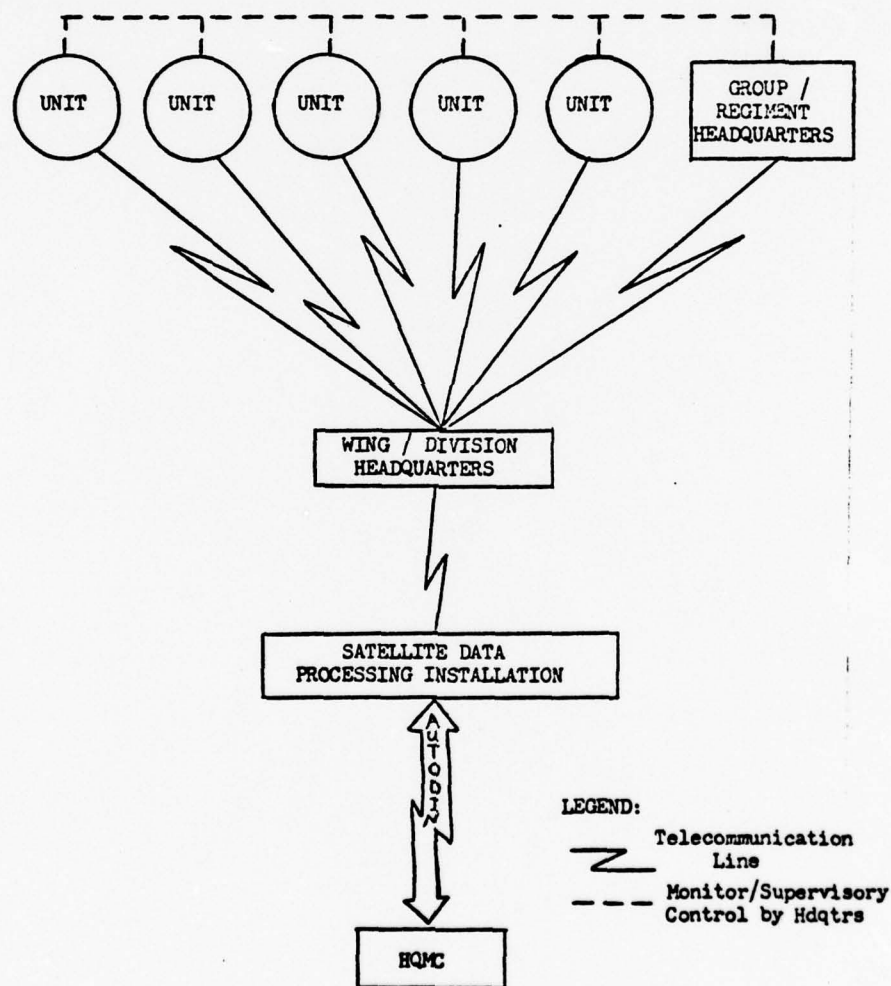 UNIT
UNIT
UNIT
UNIT
UNIT
GROUP /
REGIMENT
HEADQUARTERS
WING / DIVISION
HEADQUARTERS
SATELLITE DATA
PROCESSING INSTALLATION
AUTODIN
HQMC
LEGEND:
Telecommunication
Line
Monitor/Supervisory
Control by Hdqtrs